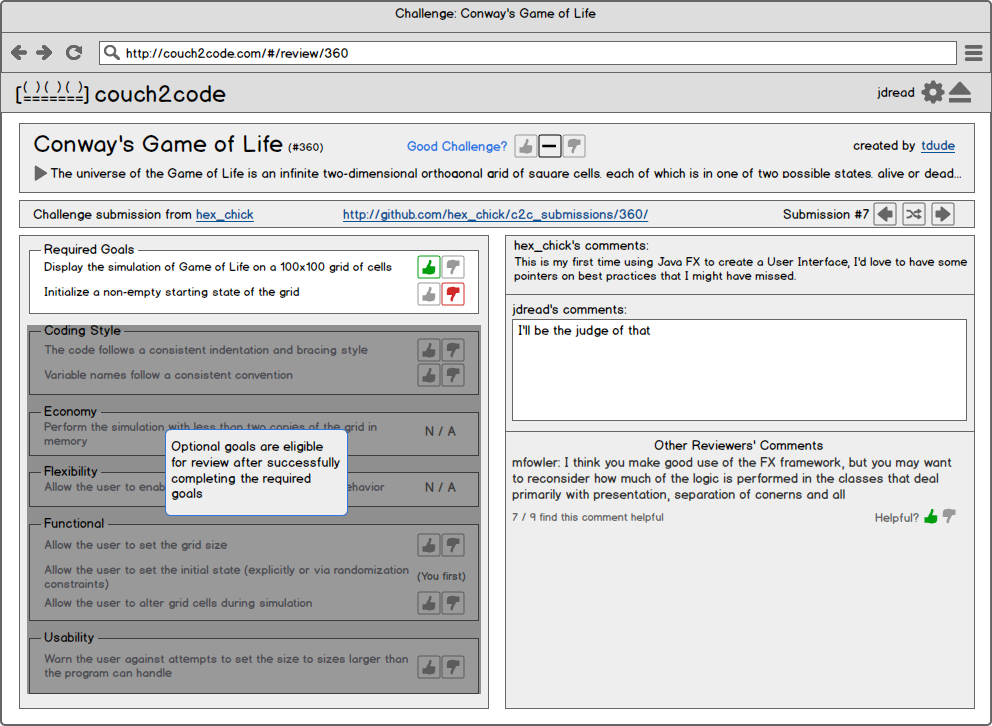 Challenge: Conway's Game of Life
http://couch2code.com/#/review/360
[( )( )( )=======] couch2code
jdread
Conway's Game of Life (#360)
Good Challenge?
created by tdude
The universe of the Game of Life is an infinite two-dimensional orthogonal grid of square cells, each of which is in one of two possible states, alive or dead...
Challenge submission from hex_chick
http://github.com/hex_chick/c2c_submissions/360/
Submission #7
Required Goals
Display the simulation of Game of Life on a 100x100 grid of cells
Initialize a non-empty starting state of the grid
Coding Style
The code follows a consistent indentation and bracing style
Variable names follow a consistent convention
Economy
Perform the simulation with less than two copies of the grid in
memory
N / A
Flexibility
Allow the user to enab
ehavior
N / A
Optional goals are eligible
for review after successfully
completing the required
goals
Functional
Allow the user to set the grid size
Allow the user to set the initial state (explicitly or via randomization
constraints)
(You first)
Allow the user to alter grid cells during simulation
Usability
Warn the user against attempts to set the size to sizes larger than
the program can handle
hex_chick's comments:
This is my first time using Java FX to create a User Interface, I'd love to have some
pointers on best practices that I might have missed.
jdread's comments:
I'll be the judge of that
Other Reviewers' Comments
mfowler: I think you make good use of the FX framework, but you may want
to reconsider how much of the logic is performed in the classes that deal
primarily with presentation, separation of conerns and all
7 / 9 find this comment helpful
Helpful?